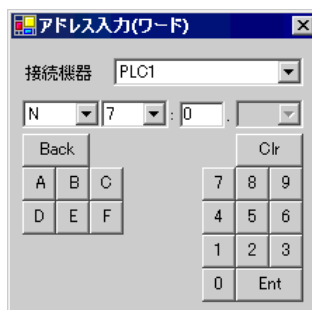 アドレス入力(ワード)
接続機器 PLC1
N 7 : 0 .
Back Clr
A B C 7 8 9
D E F 4 5 6
1 2 3
0 Ent